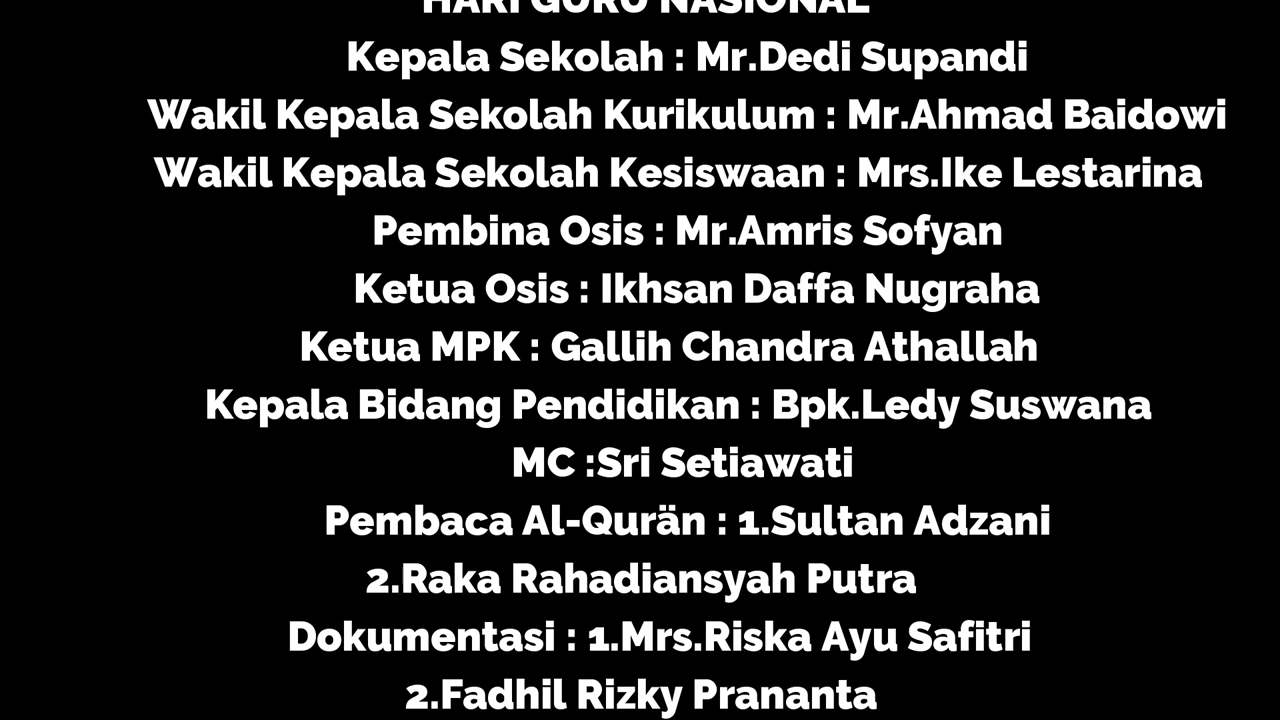 HARI GURU NASIONAL
Kepala Sekolah : Mr.Dedi Supandi
Wakil Kepala Sekolah Kurikulum : Mr.Ahmad Baidowi
Wakil Kepala Sekolah Kesiswaan : Mrs.Ike Lestarina
Pembina Osis : Mr.Amris Sofyan
Ketua Osis : Ikhsan Daffa Nugraha
Ketua MPK : Gallih Chandra Athallah
Kepala Bidang Pendidikan : Bpk.Ledy Suswana
MC :Sri Setiawati
Pembaca Al-Qurän : 1.Sultan Adzani
2.Raka Rahadiansyah Putra
Dokumentasi : 1.Mrs.Riska Ayu Safitri
2.Fadhil Rizky Prananta